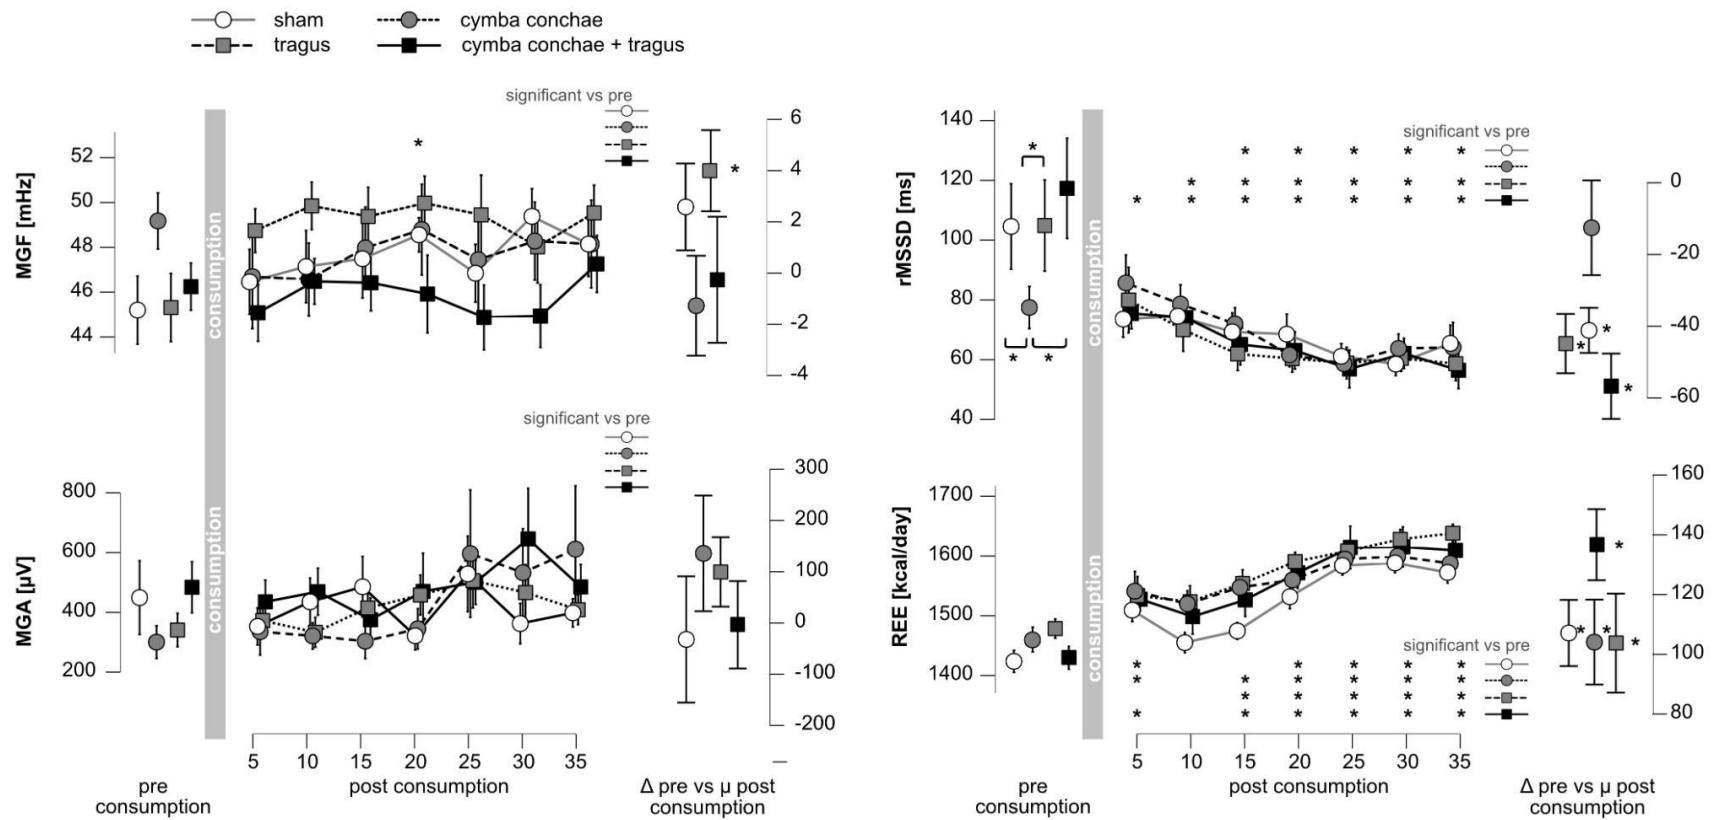 sham
cymba conchae
tragus
cymba conchae + tragus
significant vs pre
MGF [mHz]
52
50
48
46
44
consumption
*
6
4
2
0
-2
-4
*
significant vs pre
MGA [µV]
800
600
400
200
consumption
300
200
100
0
-100
-200
5 10 15 20 25 30 35
pre
consumption
post consumption
Δ pre vs µ post
consumption
rMSSD [ms]
140
120
100
80
60
40
*
* *
consumption
significant vs pre
* * * * *
* * * * * *
* * * * * * *
0
-20
-40
-60
*
*
*
REE [kcal/day]
1700
1600
1500
1400
consumption
significant vs pre
* * * * *
* * * * * *
* * * * *
* * * * * *
160
140
120
100
80
*
* * *
5 10 15 20 25 30 35
pre
consumption
post consumption
Δ pre vs µ post
consumption